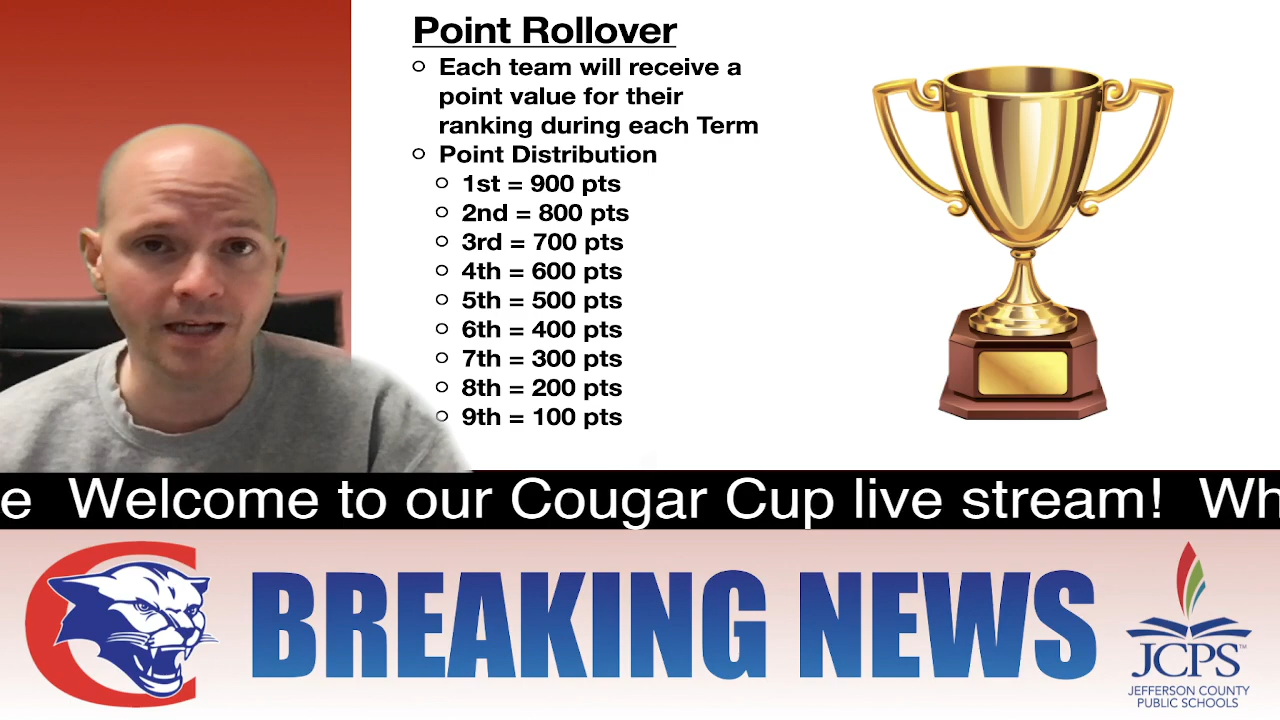 Point Rollover
Each team will receive a
point value for their
ranking during each Term
Point Distribution
1st = 900 pts
2nd = 800 pts
3rd = 700 pts
4th = 600 pts
5th = 500 pts
6th = 400 pts
7th = 300 pts
8th = 200 pts
9th = 100 pts
e Welcome to our Cougar Cup live stream! Wh
BREAKING NEWS
JCPS™
JEFFERSON COUNTY
PUBLIC SCHOOLS